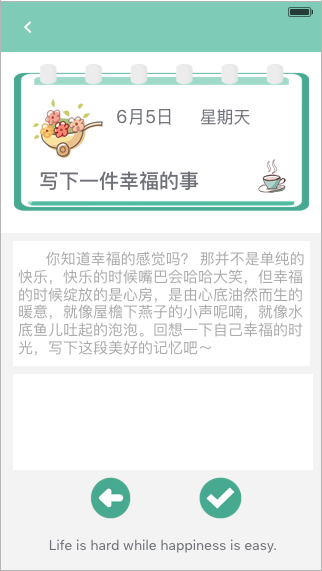 6月5日 星期天
写下一件幸福的事
你知道幸福的感觉吗？ 那并不是单纯的
快乐，快乐的时候嘴巴会哈哈大笑，但幸福
的时候绽放的是心房，是由心底油然而生的
暖意，就像屋檐下燕子的小声呢喃，就像水
底鱼儿吐起的泡泡。回想一下自己幸福的时
光，写下这段美好的记忆吧～
Life is hard while happiness is easy.